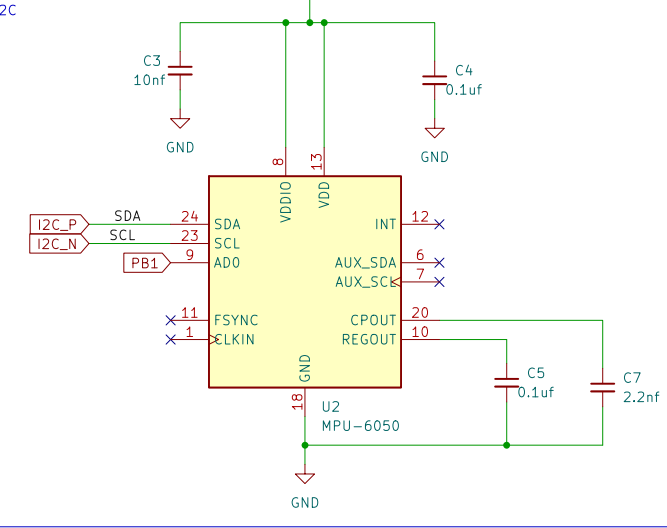 2C
C3
10nf
GND
C4
0.1uf
GND
8
13
VDDIO
VDD
I2C_P
SDA
24
SDA
I2C_N
SCL
23
SCL
PB1
9
AD0
11
FSYNC
1
CLKIN
INT
12
AUX_SDA
6
AUX_SCL
7
CPOUT
20
REGOUT
10
GND
18
U2
MPU-6050
C5
0.1uf
C7
2.2nf
GND